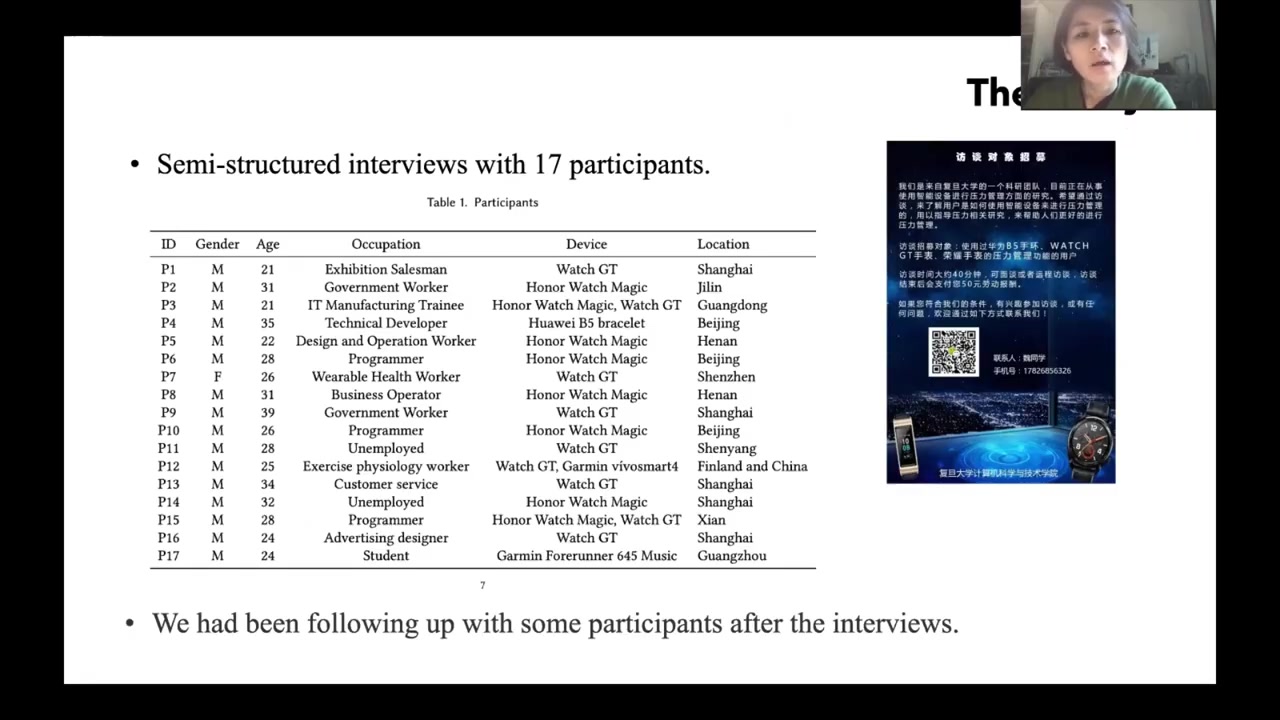 The
• Semi-structured interviews with 17 participants.
Table 1. Participants
ID Gender Age Occupation Device Location
P1 M 21 Exhibition Salesman Watch GT Shanghai
P2 M 31 Government Worker Honor Watch Magic Jilin
P3 M 21 IT Manufacturing Trainee Honor Watch Magic, Watch GT Guangdong
P4 M 35 Technical Developer Huawei B5 bracelet Beijing
P5 M 22 Design and Operation Worker Honor Watch Magic Henan
P6 M 28 Programmer Honor Watch Magic Beijing
P7 F 26 Wearable Health Worker Watch GT Shenzhen
P8 M 31 Business Operator Honor Watch Magic Henan
P9 M 39 Government Worker Watch GT Shanghai
P10 M 26 Programmer Honor Watch Magic Beijing
P11 M 28 Unemployed Watch GT Shenyang
P12 M 25 Exercise physiology worker Watch GT, Garmin vívosmart4 Finland and China
P13 M 34 Customer service Watch GT Shanghai
P14 M 32 Unemployed Honor Watch Magic Shanghai
P15 M 28 Programmer Honor Watch Magic, Watch GT Xian
P16 M 24 Advertising designer Watch GT Shanghai
P17 M 24 Student Garmin Forerunner 645 Music Guangzhou
7
• We had been following up with some participants after the interviews.
访谈对象招募
我们是来自复旦大学的一个科研团队，目前正在从事
使用智能设备进行压力管理方面的研究。希望通过访
谈，来了解用户是如何使用智能设备来进行压力管理
的，用以指导压力相关研究，来帮助人们更好的进行
压力管理。
访谈招募对象：使用过华为B5手环、WATCH
GT手表、荣耀手表的压力管理功能的用户
访谈时间大约40分钟，可面谈或者远程访谈，访谈
结束后会支付您50元劳动报酬。
如果您符合我们的条件，有兴趣参加访谈，或有任
何问题，欢迎通过如下方式联系我们！
联系人：魏同学
手机号：17826856326
复旦大学计算机科学与技术学院